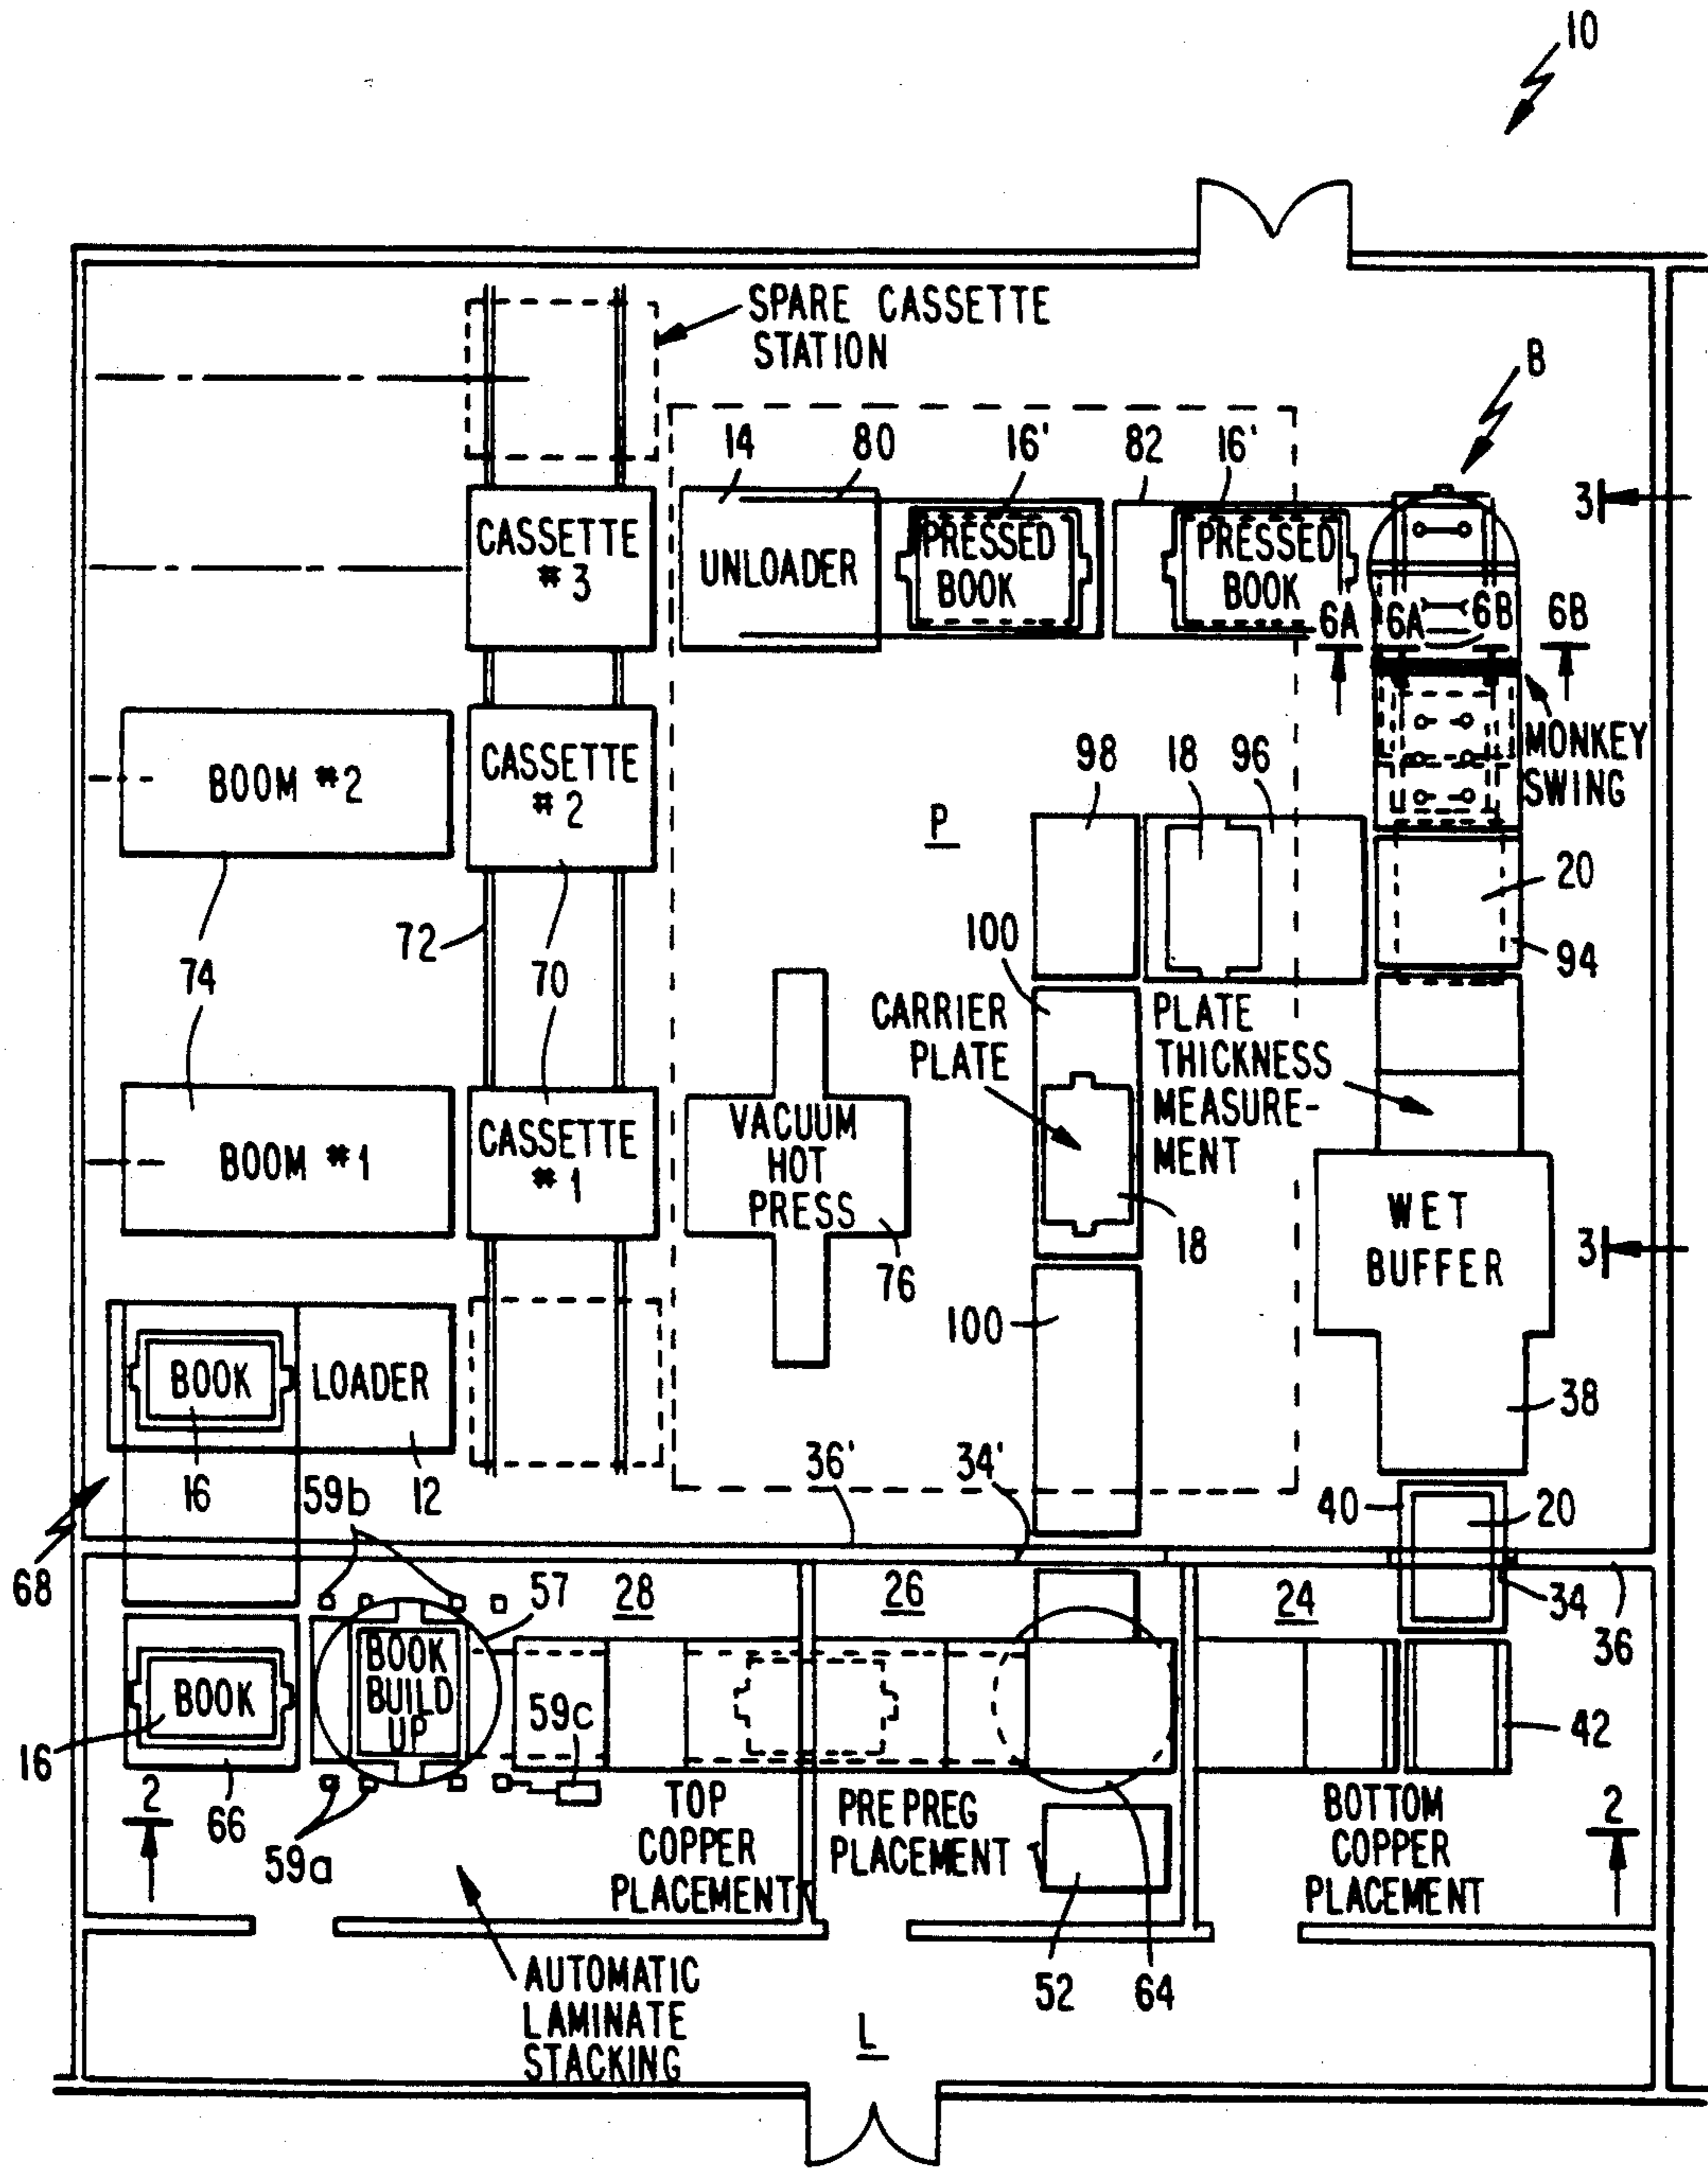 10
SPARE CASSETTE
STATION
B
14
80
16'
82
16'
3
CASSETTE
# 3
UNLOADER
PRESSED
BOOK
PRESSED
BOOK
6A
6A
6B
6B
MONKEY
SWING
BOOM #2
CASSETTE
# 2
P
98
18
96
20
94
74
72
70
100
CARRIER
PLATE
PLATE
THICKNESS
MEASURE-
MENT
BOOM #1
CASSETTE
# 1
VACUUM
HOT
PRESS
76
18
WET
BUFFER
3
100
BOOK
LOADER
38
16
59b
12
36'
34'
40
20
68
57
28
26
24
34
36
BOOK
BOOK
BUILD
UP
59c
42
16
66
2
59a
TOP
COPPER
PLACEMENT
PREPREG
PLACEMENT
BOTTOM
COPPER
PLACEMENT
2
52
64
AUTOMATIC
LAMINATE
STACKING
L